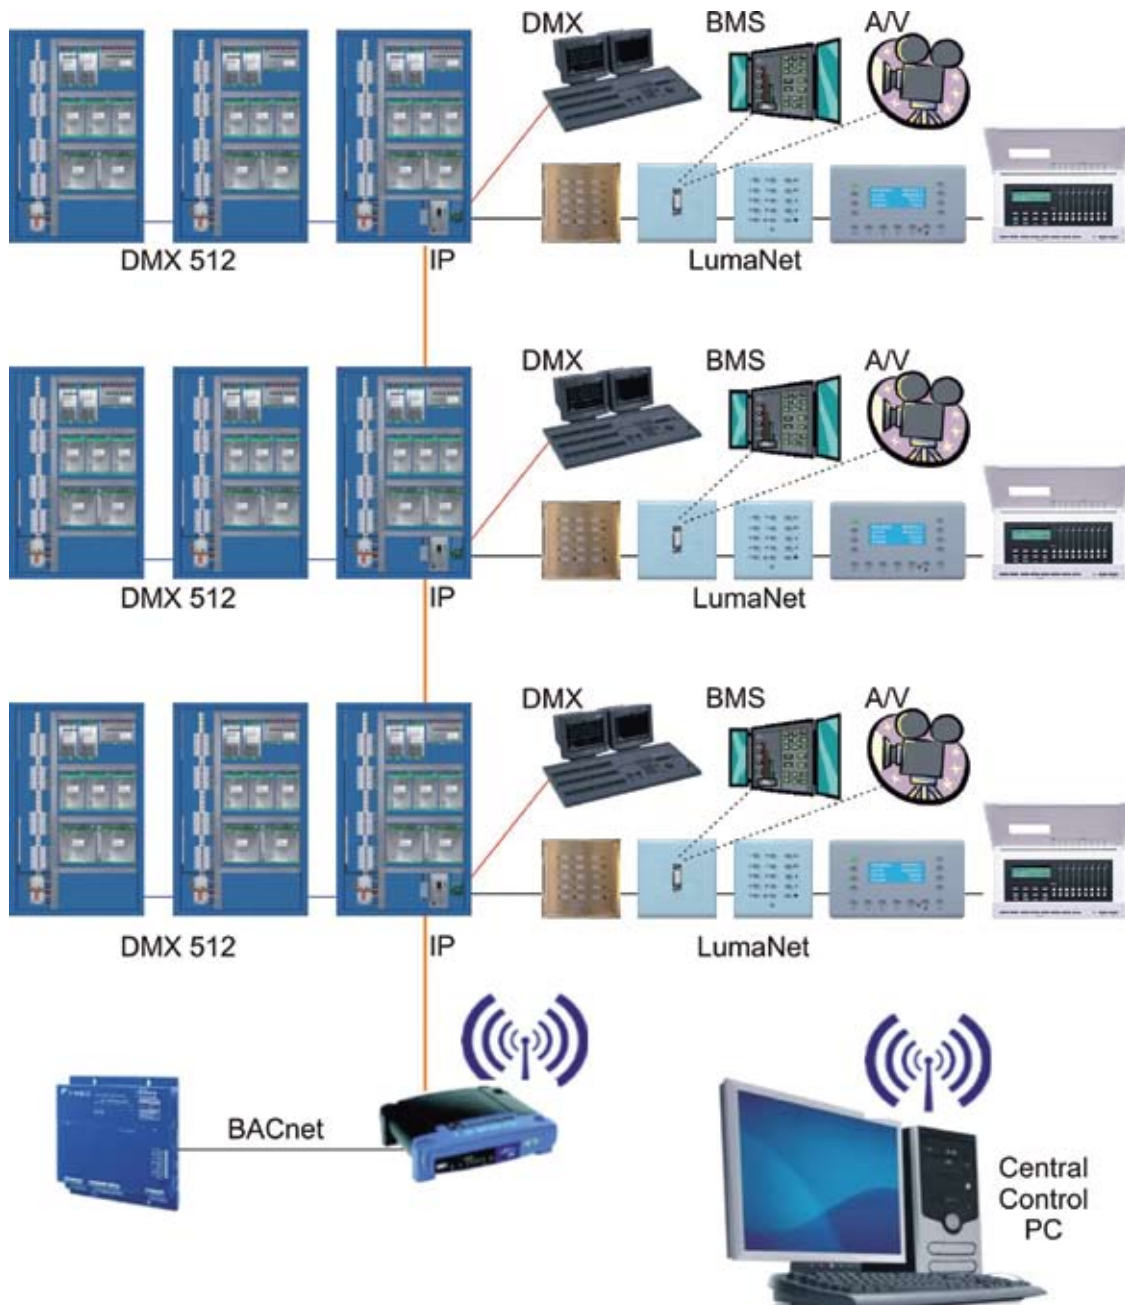 DMX BMS A/V
DMX 512 IP LumaNet
DMX BMS A/V
DMX 512 IP LumaNet
DMX BMS A/V
DMX 512 IP LumaNet
BACnet
Central
Control
PC